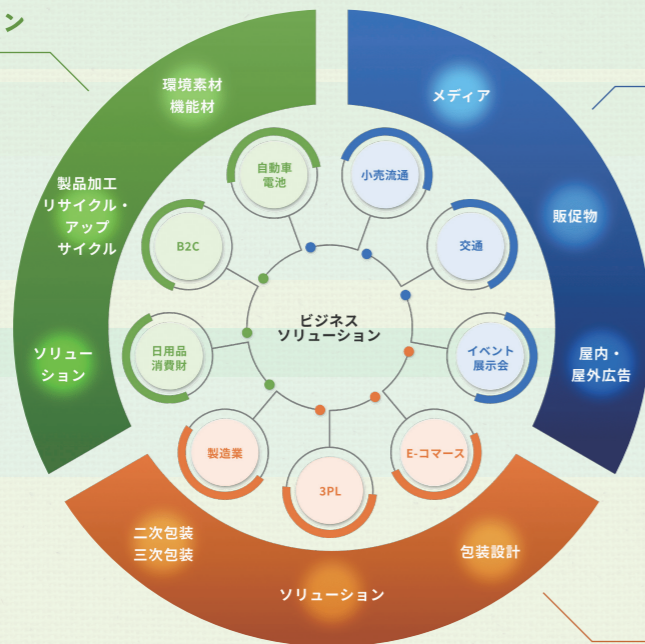 ン
環境素材
機能材
メディア
製品加工
リサイクル・
アップ
サイクル
販促物
ソリュー
ション
屋内・
屋外広告
自動車
電池
小売流通
B2C
交通
ビジネス
ソリューション
日用品
消費財
イベント
展示会
製造業
3PL
E-コマース
二次包装
三次包装
ソリューション
包装設計